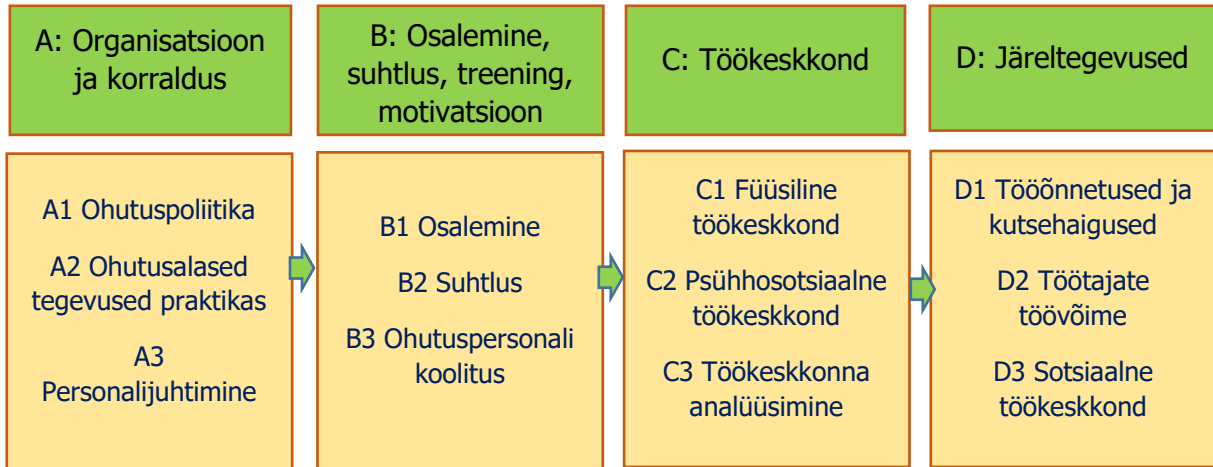 A: Organisatsioon
ja korraldus
B: Osalemine,
suhtlus, treening,
motivatsioon
C: Töökeskkond
D: Järeltegevused
A1 Ohutuspoliitika
A2 Ohutusalased
tegevused praktikas
A3
Personalijuhtimine
B1 Osalemine
B2 Suhtlus
B3 Ohutuspersonali
koolitus
C1 Füüsiline
töökeskkond
C2 Psühhosotsiaalne
töökeskkond
C3 Töökeskkonna
analüüsimine
D1 Tööõnnetused ja
kutsehaigused
D2 Töötajate
töövõime
D3 Sotsiaalne
töökeskkond